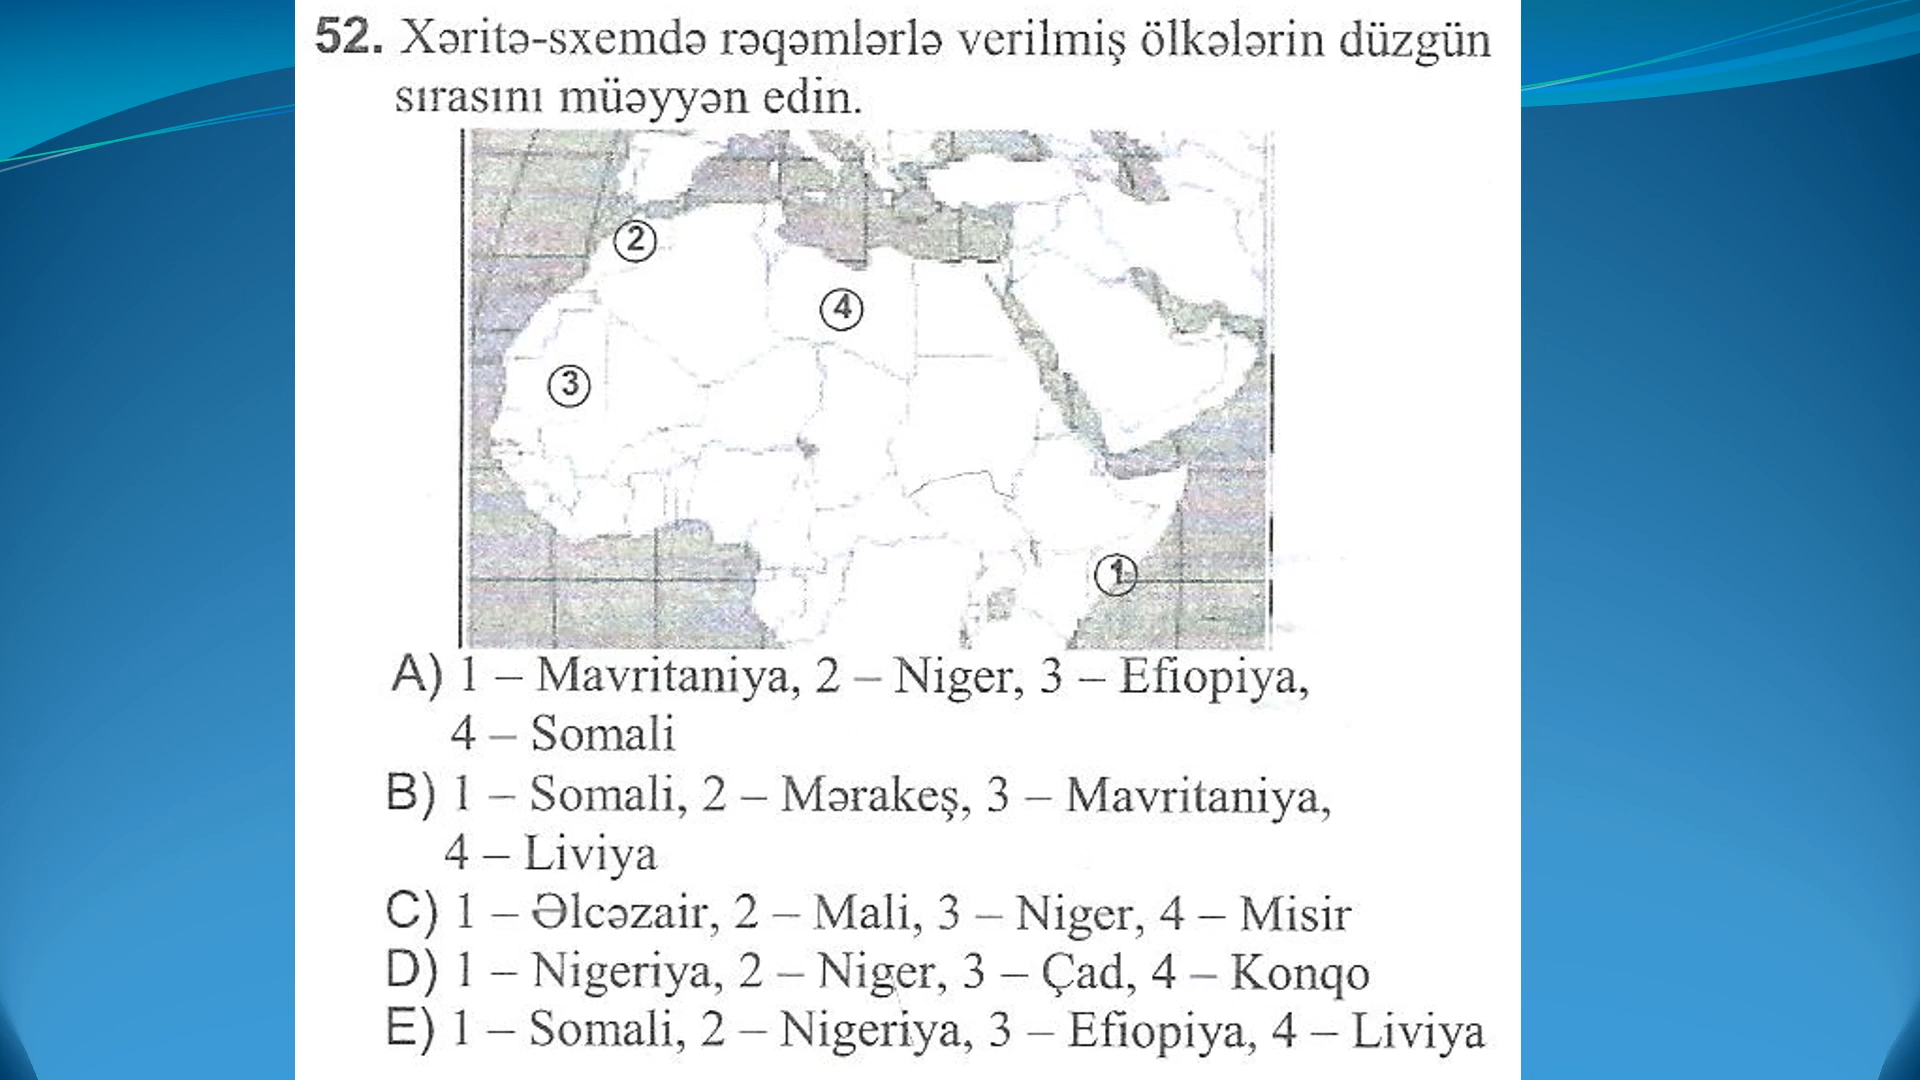 52. Xəritə-sxemdə rəqəmlərlə verilmiş ölkələrin düzgün
sırasını müəyyən edin.
2
4
3
1
A) 1 – Mavritaniya, 2 – Niger, 3 – Efiopiya,
4 – Somali
B) 1 – Somali, 2 – Mərakeş, 3 – Mavritaniya,
4 – Liviya
C) 1 – Əlcəzair, 2 – Mali, 3 – Niger, 4 – Misir
D) 1 – Nigeriya, 2 – Niger, 3 – Çad, 4 – Konqo
E) 1 – Somali, 2 – Nigeriya, 3 – Efiopiya, 4 – Liviya